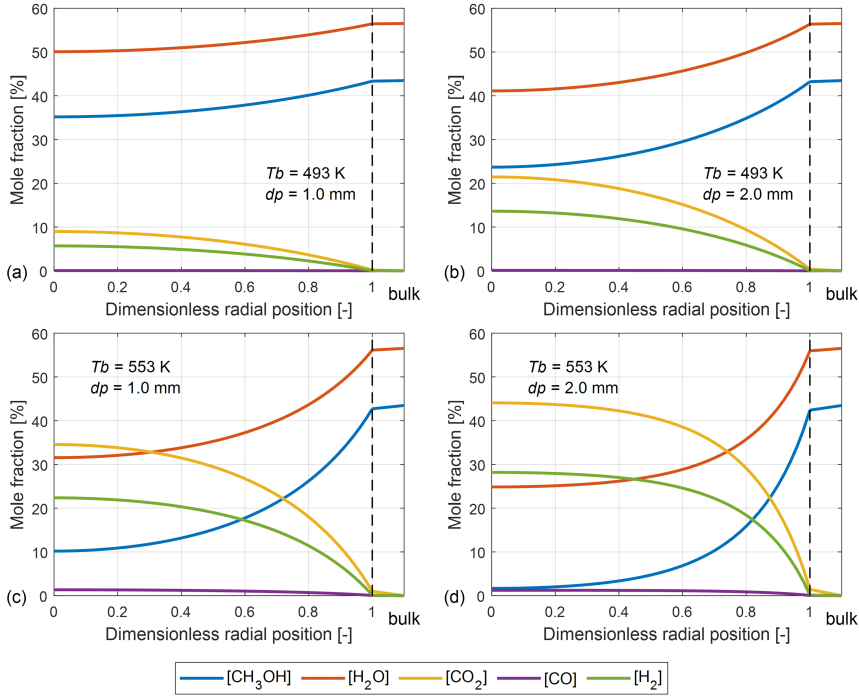 60
50
40
30
20
10
0
Mole fraction [%]
Tb = 493 K
dp = 1.0 mm
(a)
0 0.2 0.4 0.6 0.8 1
bulk
Dimensionless radial position [-]
60
50
40
30
20
10
0
Mole fraction [%]
Tb = 493 K
dp = 2.0 mm
(b)
0 0.2 0.4 0.6 0.8 1
bulk
Dimensionless radial position [-]
60
50
40
30
20
10
0
Mole fraction [%]
Tb = 553 K
dp = 1.0 mm
(c)
0 0.2 0.4 0.6 0.8 1
bulk
Dimensionless radial position [-]
60
50
40
30
20
10
0
Mole fraction [%]
Tb = 553 K
dp = 2.0 mm
(d)
0 0.2 0.4 0.6 0.8 1
bulk
Dimensionless radial position [-]
[CH₃OH] [H₂O] [CO₂] [CO] [H₂]